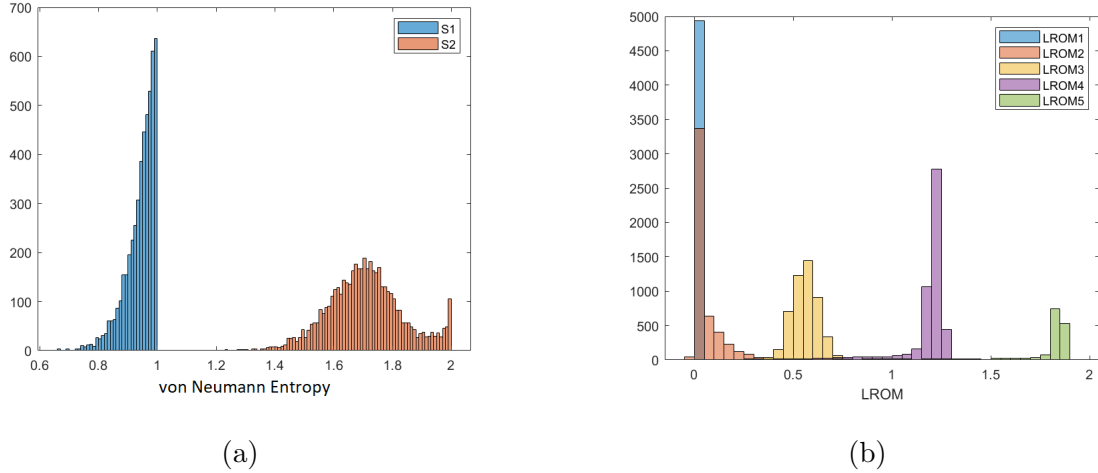 700
600
500
400
300
200
100
0
0.6 0.8 1 1.2 1.4 1.6 1.8 2
von Neumann Entropy
S1
S2
(a)
5000
4500
4000
3500
3000
2500
2000
1500
1000
500
0
0 0.5 1 1.5 2
LROM
LROM1
LROM2
LROM3
LROM4
LROM5
(b)